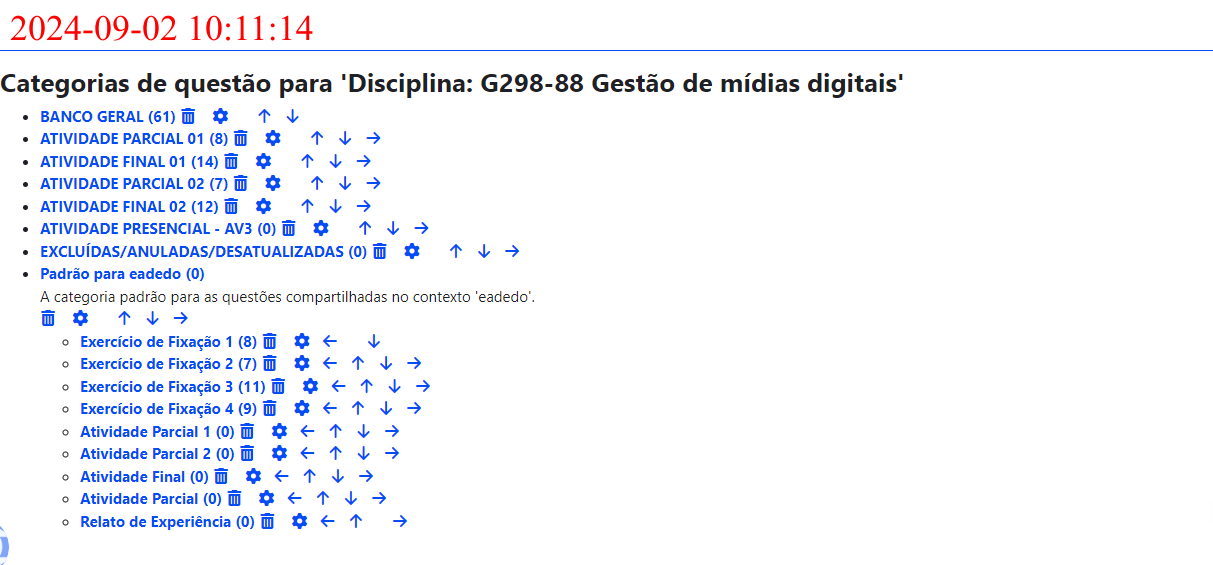 2024-09-02 10:11:14
Categorias de questão para 'Disciplina: G298-88 Gestão de mídias digitais'
BANCO GERAL (61)
ATIVIDADE PARCIAL 01 (8)
ATIVIDADE FINAL 01 (14)
ATIVIDADE PARCIAL 02 (7)
ATIVIDADE FINAL 02 (12)
ATIVIDADE PRESENCIAL - AV3 (0)
EXCLUÍDAS/ANULADAS/DESATUALIZADAS (0)
Padrão para eadedo (0)
A categoria padrão para as questões compartilhadas no contexto 'eadedo'.
Exercício de Fixação 1 (8)
Exercício de Fixação 2 (7)
Exercício de Fixação 3 (11)
Exercício de Fixação 4 (9)
Atividade Parcial 1 (0)
Atividade Parcial 2 (0)
Atividade Final (0)
Atividade Parcial (0)
Relato de Experiência (0)